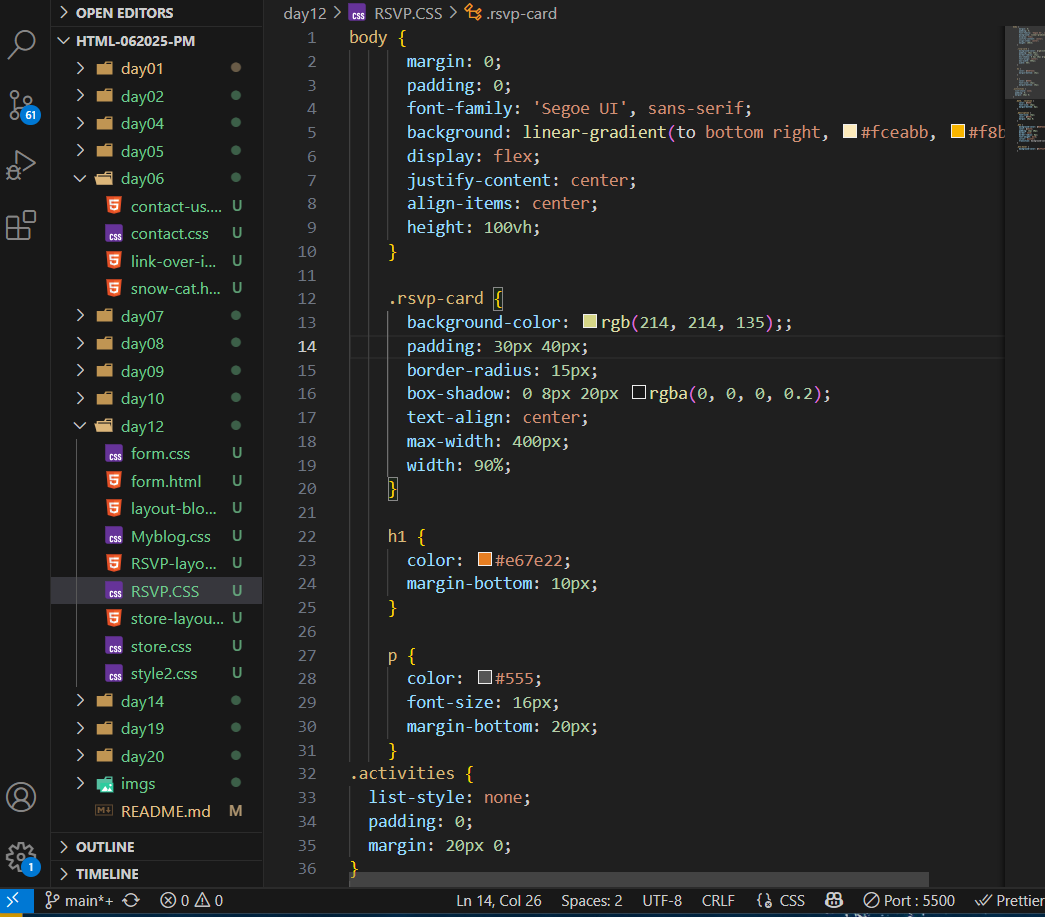 OPEN EDITORS
HTML-062025-PM
day01
day02
day04
day05
day06
contact-us.... U
contact.css U
link-over-i... U
snow-cat.h... U
day07
day08
day09
day10
day12
form.css U
form.html U
layout-blo... U
Myblog.css U
RSVP-layo... U
RSVP.CSS U
store-layou... U
store.css U
style2.css U
day14
day19
day20
imgs
README.md M
OUTLINE
TIMELINE
61
1
day12 > RSVP.CSS > .rsvp-card
1 body {
2 margin: 0;
3 padding: 0;
4 font-family: 'Segoe UI', sans-serif;
5 background: linear-gradient(to bottom right, #fceabb, #f8b
6 display: flex;
7 justify-content: center;
8 align-items: center;
9 height: 100vh;
10 }
11
12 .rsvp-card {
13 background-color: rgb(214, 214, 135);;
14 padding: 30px 40px;
15 border-radius: 15px;
16 box-shadow: 0 8px 20px rgba(0, 0, 0, 0.2);
17 text-align: center;
18 max-width: 400px;
19 width: 90%;
20 }
21
22 h1 {
23 color: #e67e22;
24 margin-bottom: 10px;
25 }
26
27 p {
28 color: #555;
29 font-size: 16px;
30 margin-bottom: 20px;
31 }
32 .activities {
33 list-style: none;
34 padding: 0;
35 margin: 20px 0;
36 }
main*+ 0 0 Ln 14, Col 26 Spaces: 2 UTF-8 CRLF {} CSS Port : 5500 Prettier